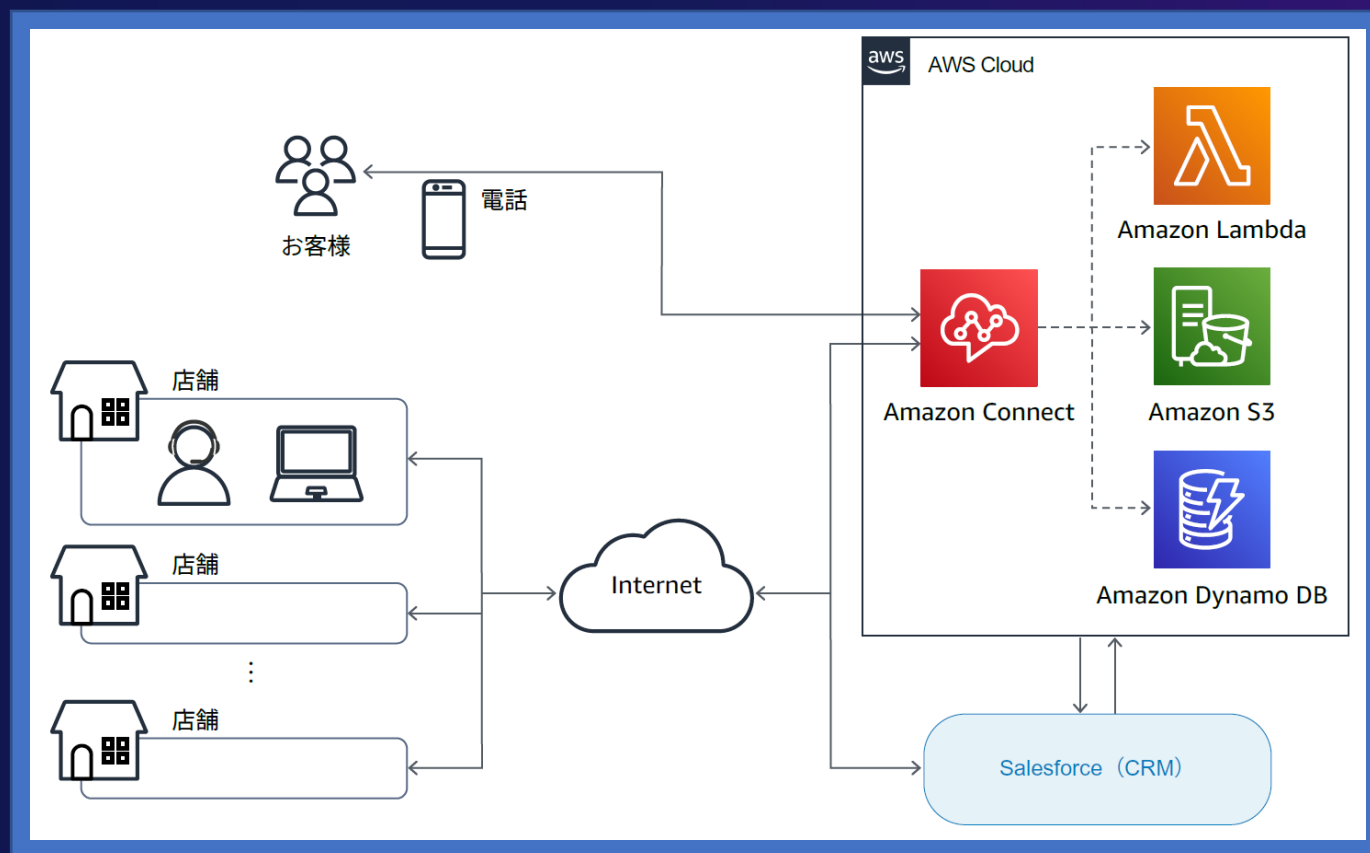 aws
AWS Cloud
お客様
電話
Amazon Lambda
Amazon Connect
Amazon S3
Amazon Dynamo DB
店舗
店舗
⋮
店舗
Internet
Salesforce（CRM）